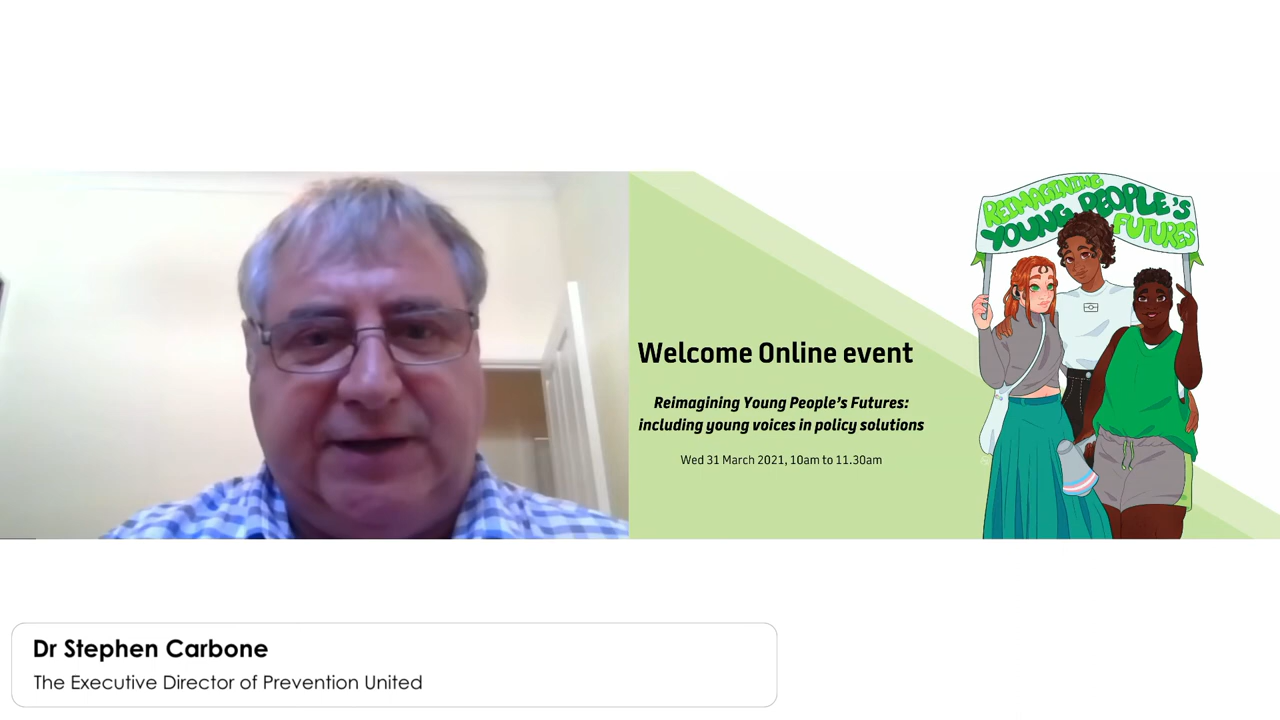 REIMAGINING
YOUNG PEOPLE'S
FUTURES
Welcome Online event
Reimagining Young People's Futures:
including young voices in policy solutions
Wed 31 March 2021, 10am to 11.30am
Dr Stephen Carbone
The Executive Director of Prevention United